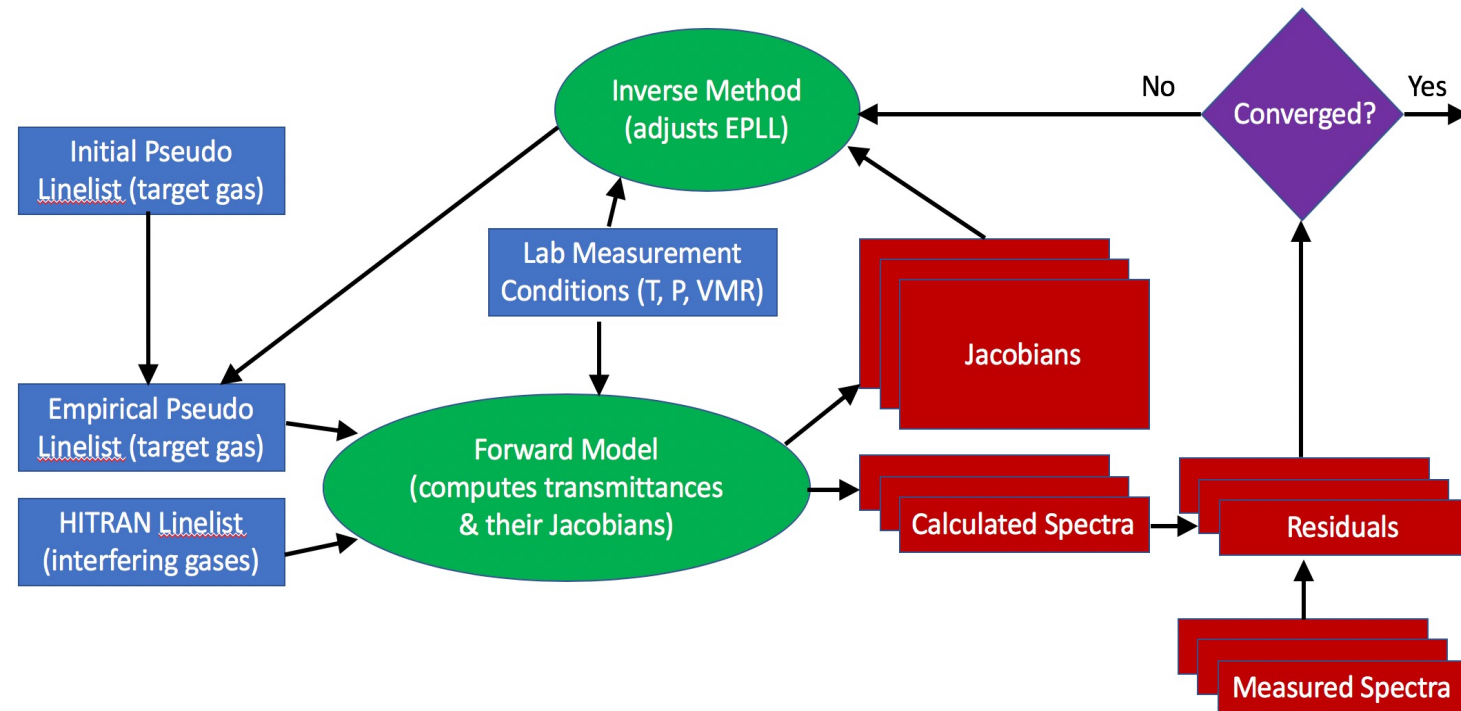 Inverse Method
(adjusts EPLL)
No
Converged?
Yes
Initial Pseudo
Linelist (target gas)
Lab Measurement
Conditions (T, P, VMR)
Jacobians
Empirical Pseudo
Linelist (target gas)
Forward Model
(computes transmittances
& their Jacobians)
HITRAN Linelist
(interfering gases)
Calculated Spectra
Residuals
Measured Spectra